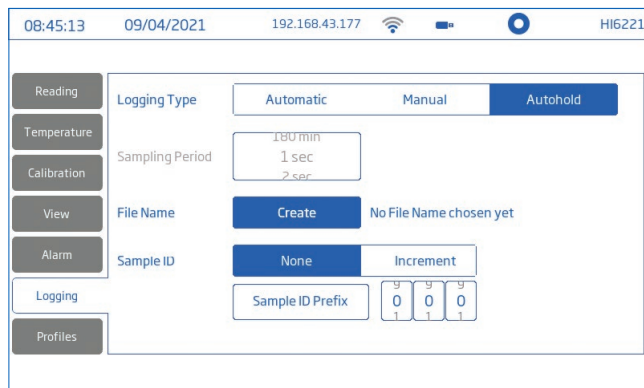 08:45:13 09/04/2021 192.168.43.177 HI6221
Reading
Temperature
Calibration
View
Alarm
Logging
Profiles
Logging Type Automatic Manual Autohold
180 min
Sampling Period 1 sec
2 sec
File Name Create No File Name chosen yet
Sample ID None Increment
9 9 9
Sample ID Prefix 0 0 0
1 1 1